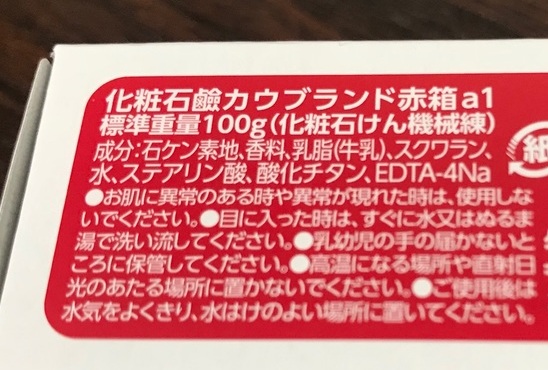 化粧石鹼カウブランド赤箱a1
標準重量100g(化粧石けん機械練)
成分:石ケン素地、香料、乳脂(牛乳)、スクワラン、
水、ステアリン酸、酸化チタン、EDTA-4Na
●お肌に異常のある時や異常が現れた時は、使用しな
いでください。●目に入った時は、すぐに水又はぬるま
湯で洗い流してください。●乳幼児の手の届かないと
ころに保管してください。●高温になる場所や直射日
光のあたる場所に置かないでください。●ご使用後は
水気をよくきり、水はけのよい場所に置いてください。
紙